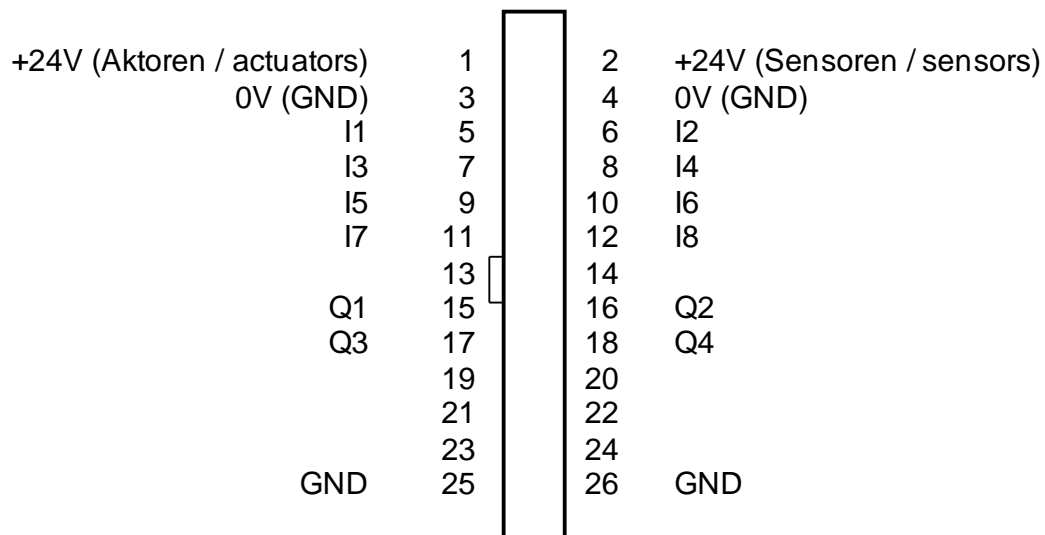 +24V (Aktoren / actuators) 1 2 +24V (Sensoren / sensors)
0V (GND) 3 4 0V (GND)
I1 5 6 I2
I3 7 8 I4
I5 9 10 I6
I7 11 12 I8
13 14
Q1 15 16 Q2
Q3 17 18 Q4
19 20
21 22
23 24
GND 25 26 GND